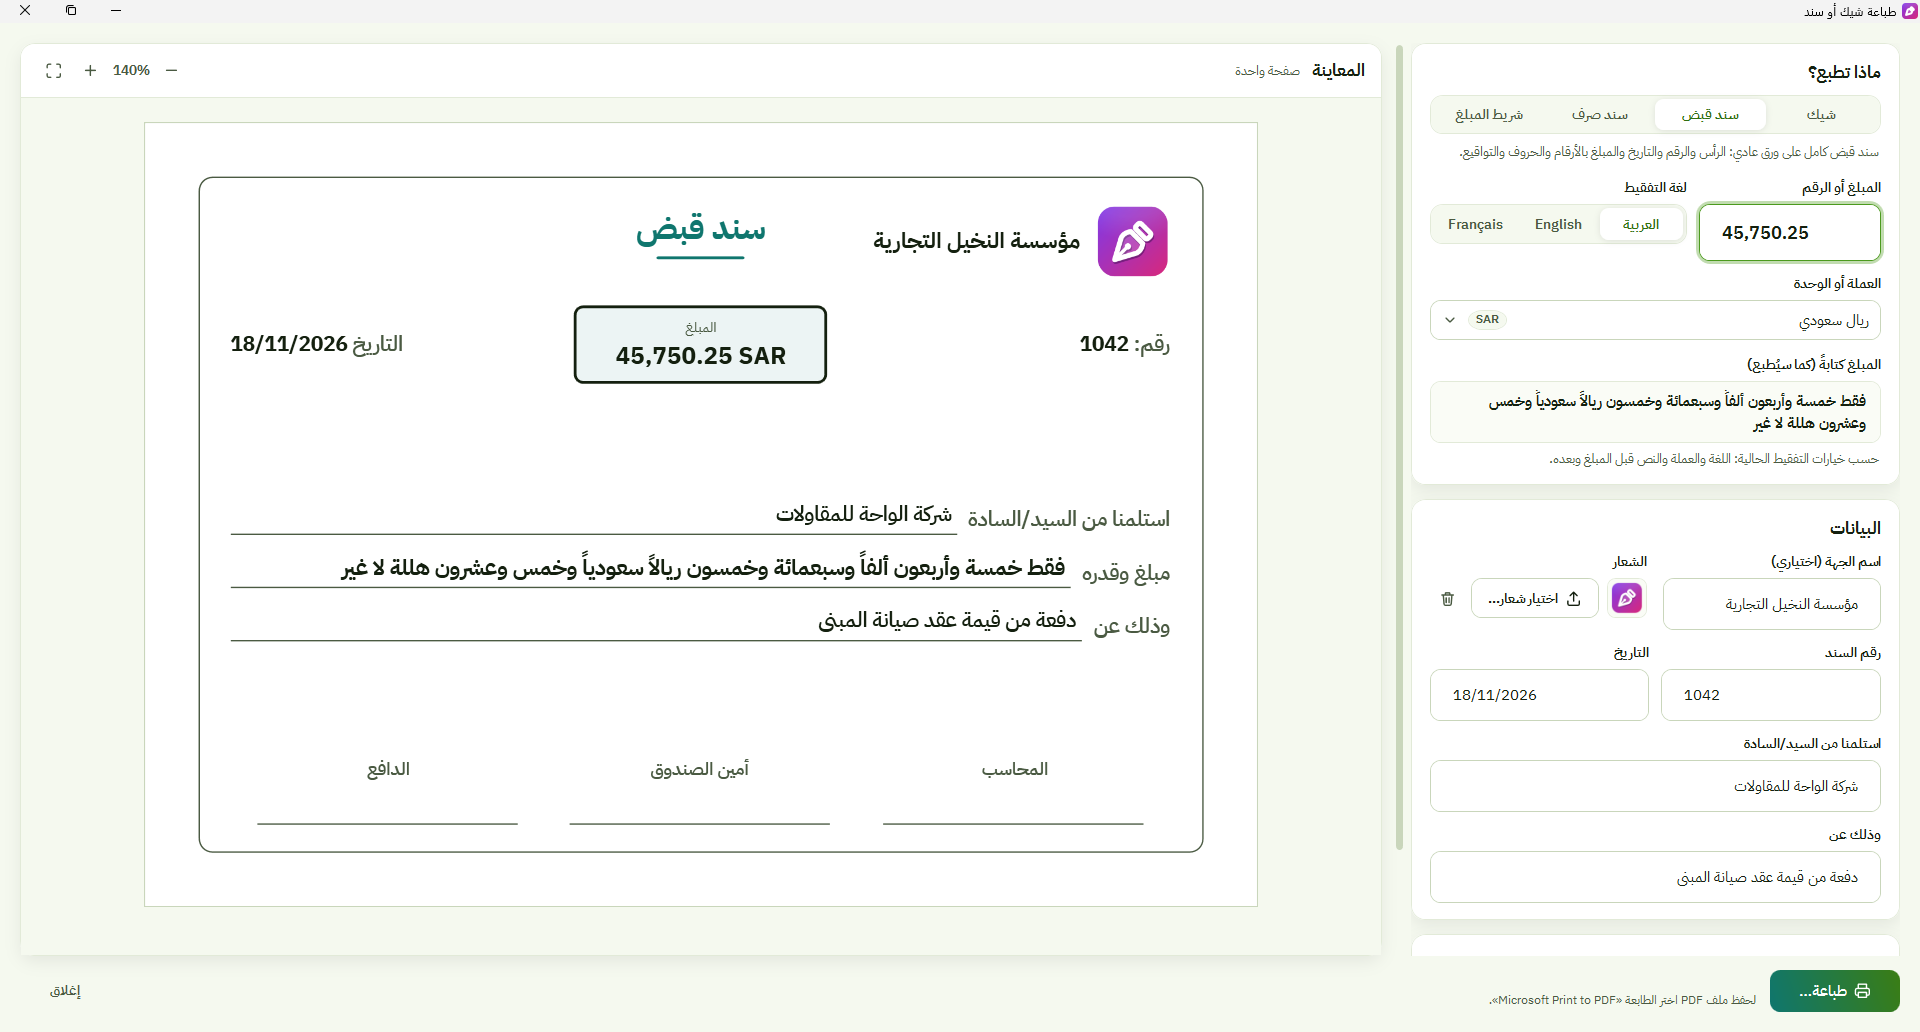 طباعة شيك أو سند
ماذا تطبع؟
شيك
سند قبض
سند صرف
شريط المبلغ
سند قبض كامل على ورق عادي: الرأس والرقم والتاريخ والمبلغ بالأرقام والحروف والتواقيع.
المبلغ أو الرقم
لغة التفقيط
45,750.25
العربية
English
Français
العملة أو الوحدة
ريال سعودي
SAR
المبلغ كتابةً (كما سيُطبع)
فقط خمسة وأربعون ألفاً وسبعمائة وخمسون ريالاً سعودياً وخمس
وعشرون هللة لا غير
حسب خيارات التفقيط الحالية: اللغة والعملة والنص قبل المبلغ وبعده.
البيانات
اسم الجهة (اختياري)
الشعار
مؤسسة النخيل التجارية
اختيار شعار...
رقم السند
التاريخ
1042
18/11/2026
استلمنا من السيد/السادة
شركة الواحة للمقاولات
وذلك عن
دفعة من قيمة عقد صيانة المبنى
طباعة...
لحفظ ملف PDF اختر الطابعة «Microsoft Print to PDF».
المعاينة
صفحة واحدة
140%
مؤسسة النخيل التجارية
سند قبض
رقم: 1042
المبلغ
45,750.25 SAR
التاريخ 18/11/2026
استلمنا من السيد/السادة شركة الواحة للمقاولات
مبلغ وقدره فقط خمسة وأربعون ألفاً وسبعمائة وخمسون ريالاً سعودياً وخمس وعشرون هللة لا غير
وذلك عن دفعة من قيمة عقد صيانة المبنى
المحاسب
أمين الصندوق
الدافع
إغلاق